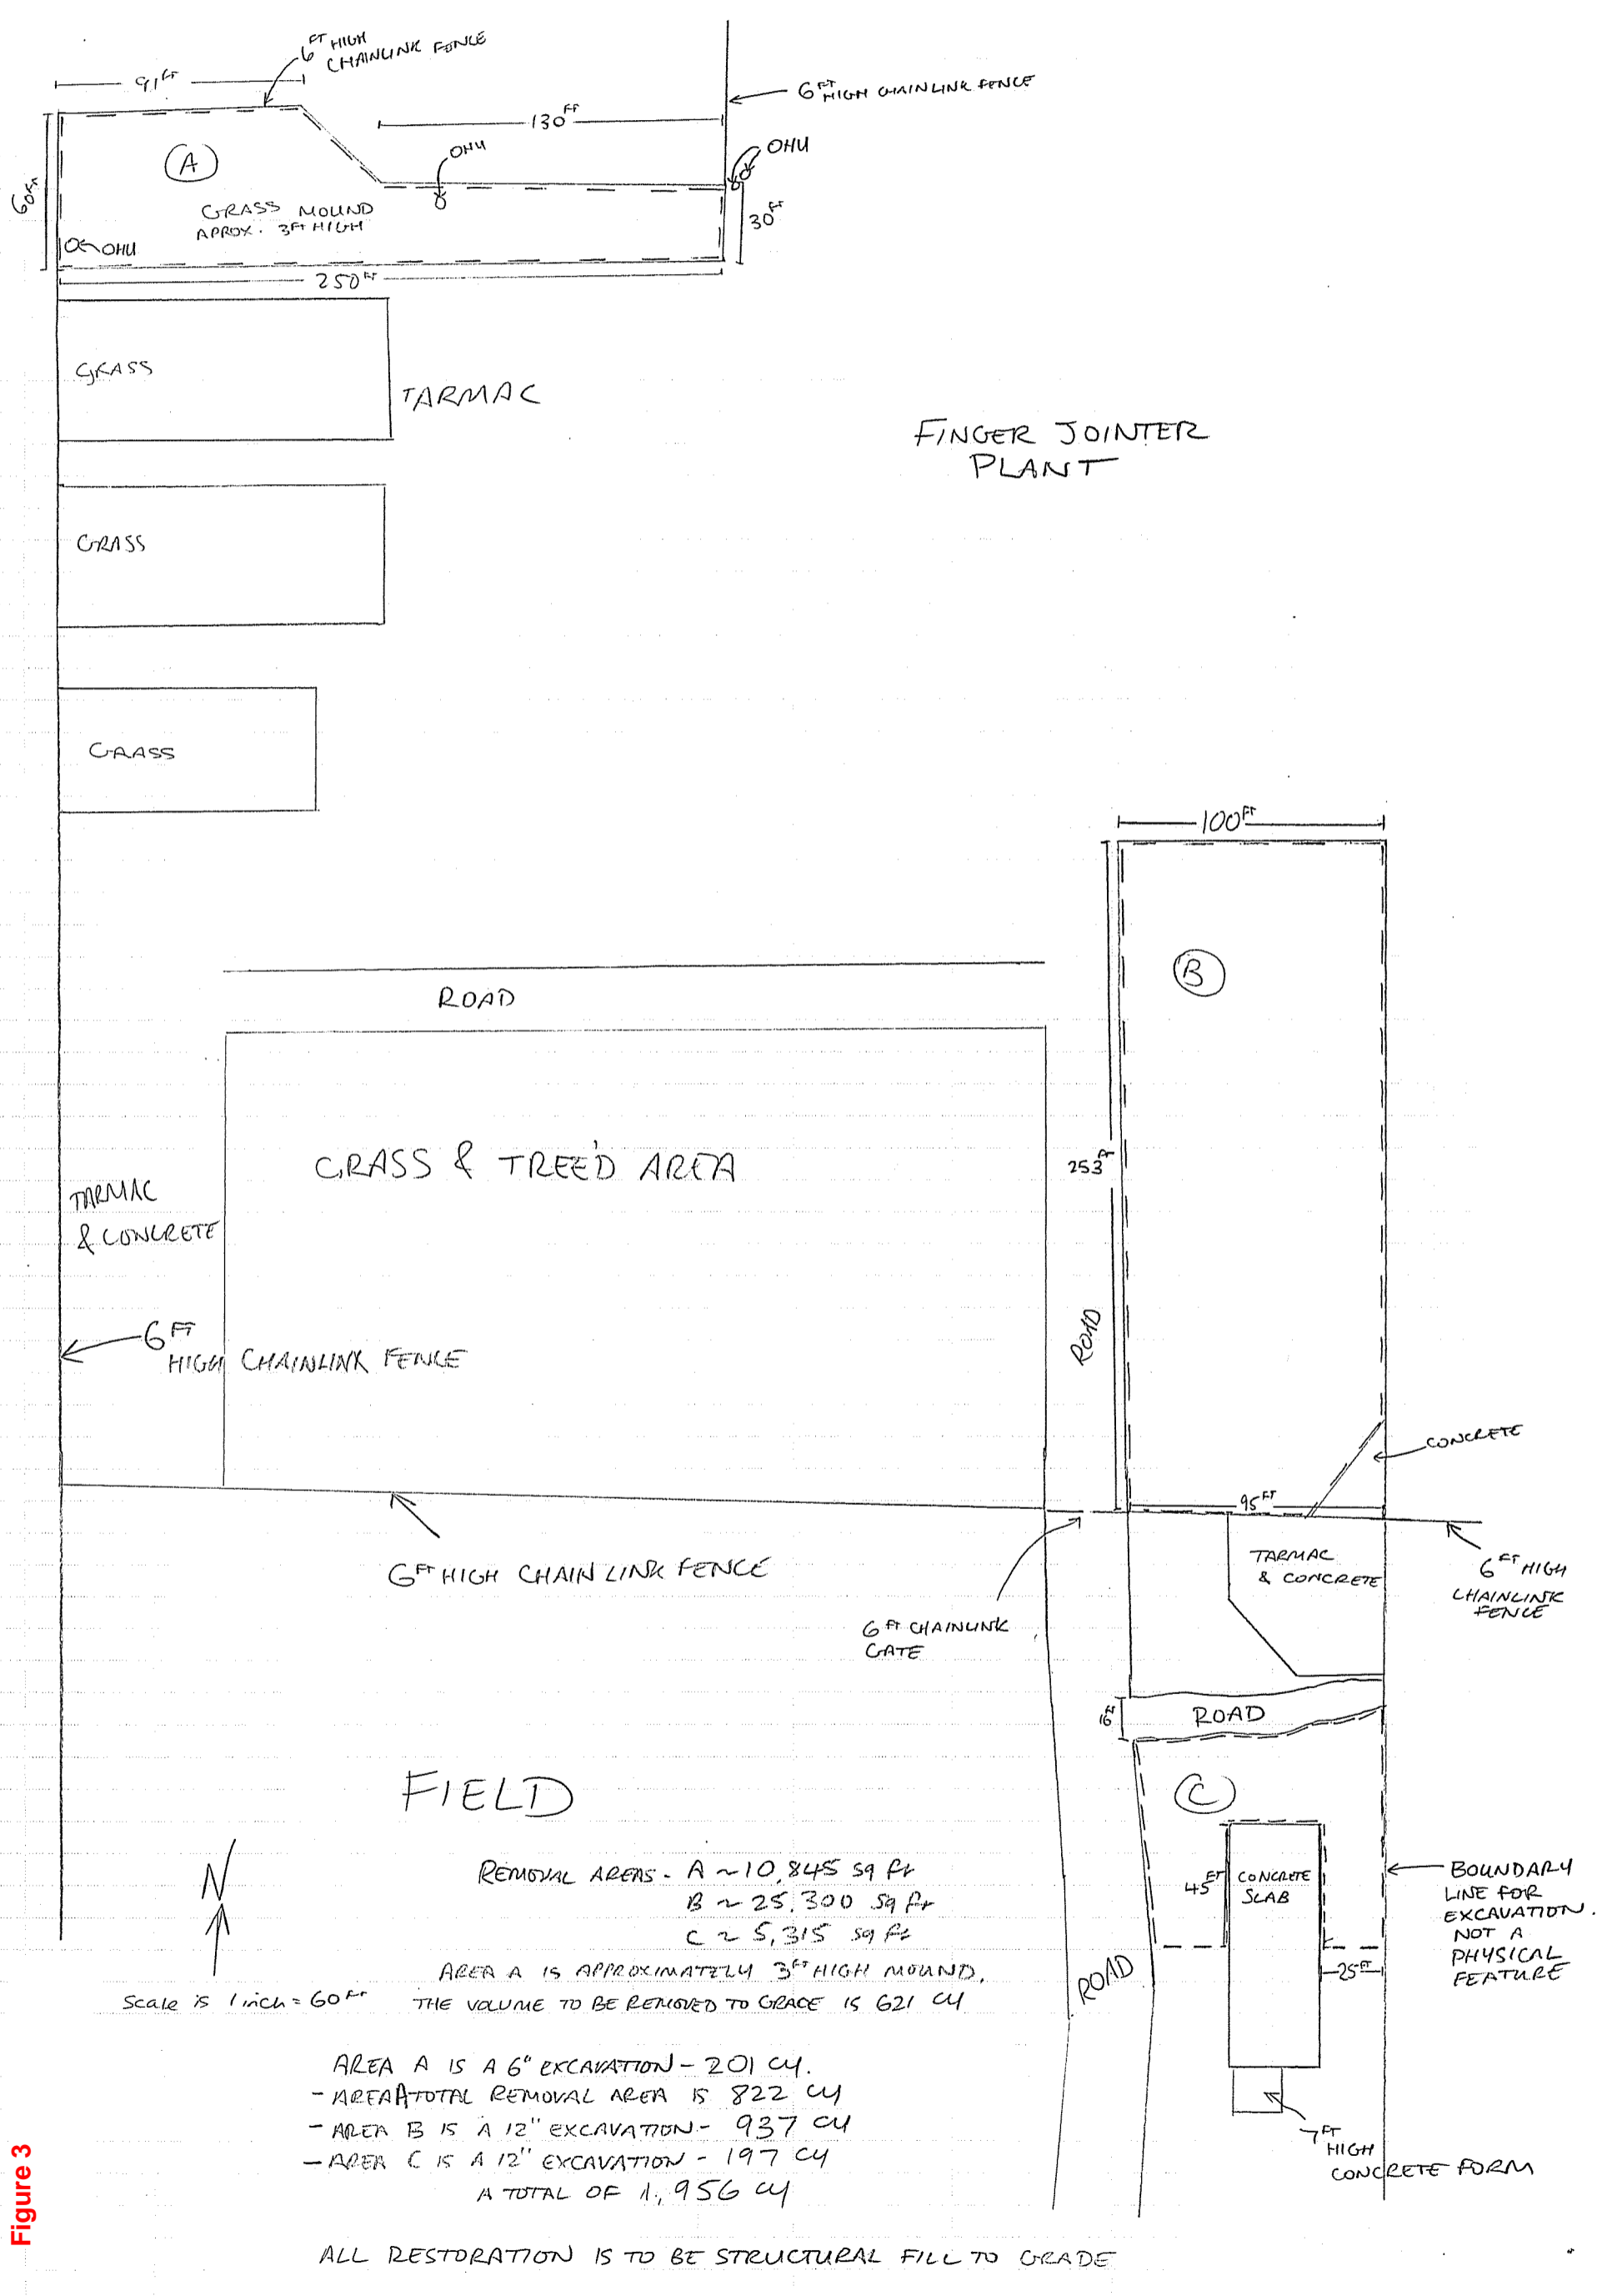 6FT HIGH
CHAINLINK FENCE
91FT
6FT HIGH CHAINLINK FENCE
130FT
OHU
OHU
A
60FT
GRASS MOUND
APROX. 3FT HIGH
30FT
OHU
250FT
GRASS
TARMAC
FINGER JOINTER
PLANT
GRASS
GRASS
100FT
B
ROAD
GRASS & TREE'D AREA
253FT
TARMAC
& CONCRETE
ROAD
6FT
HIGH CHAINLINK FENCE
CONCRETE
95FT
6FT HIGH CHAIN LINK FENCE
TARMAC
& CONCRETE
6FT HIGH
CHAINLINK
FENCE
6FT CHAINLINK
GATE
16FT
ROAD
FIELD
C
N
REMOVAL AREAS - A ~ 10,845 sq ft
B ~ 25,300 sq ft
C ~ 5,315 sq ft
45FT
CONCRETE
SLAB
BOUNDARY
LINE FOR
EXCAVATION.
NOT A
PHYSICAL
FEATURE
25FT
AREA A IS APPROXIMATELY 3FT HIGH MOUND.
Scale is 1 inch = 60FT
THE VOLUME TO BE REMOVED TO GRADE IS 621 CY
ROAD
AREA A IS A 6" EXCAVATION - 201 CY.
- AREA A TOTAL REMOVAL AREA IS 822 CY
- AREA B IS A 12" EXCAVATION - 937 CY
- AREA C IS A 12" EXCAVATION - 197 CY
A TOTAL OF 1,956 CY
7FT
HIGH
CONCRETE FORM
ALL RESTORATION IS TO BE STRUCTURAL FILL TO GRADE
Figure 3